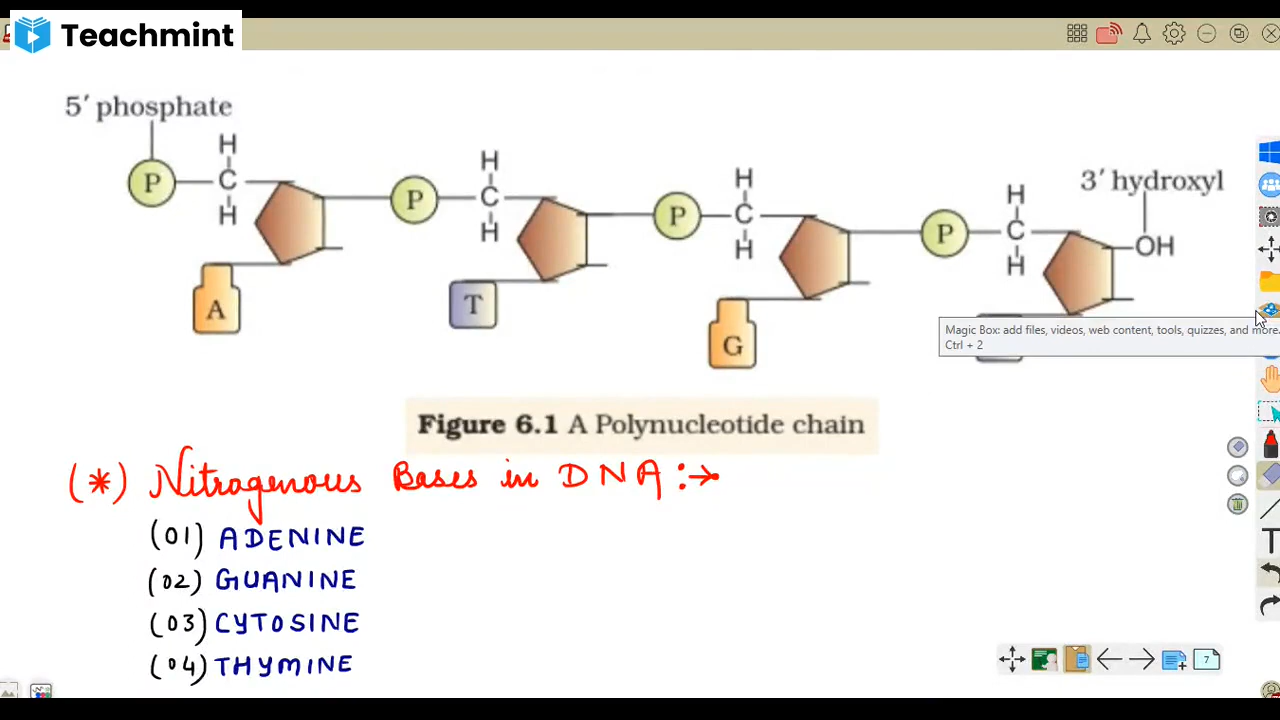 Teachmint
5′ phosphate
H
H
H
H
3′ hydroxyl
P
C
P
C
P
C
P
C
OH
H
H
H
H
A
T
G
Magic Box: add files, videos, web content, tools, quizzes, and more.
Ctrl + 2
Figure 6.1 A Polynucleotide chain
(*) Nitrogenous Bases in DNA :→
(01) ADENINE
(02) GUANINE
(03) CYTOSINE
(04) THYMINE
T
7